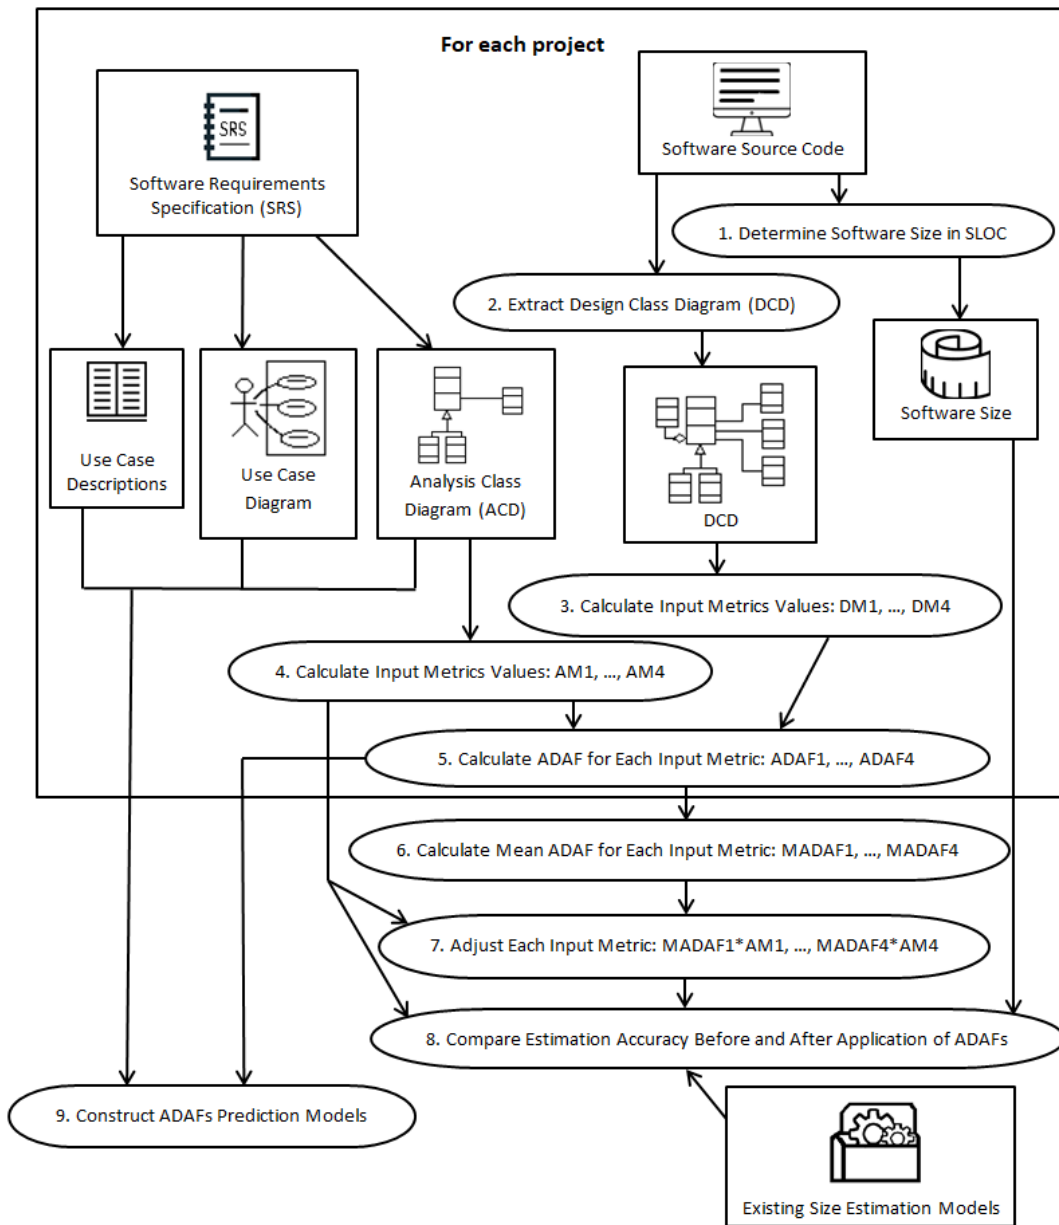 For each project
SRS
Software Requirements
Specification (SRS)
Software Source Code
1. Determine Software Size in SLOC
2. Extract Design Class Diagram (DCD)
Use Case
Descriptions
Use Case
Diagram
Analysis Class
Diagram (ACD)
DCD
Software Size
3. Calculate Input Metrics Values: DM1, ..., DM4
4. Calculate Input Metrics Values: AM1, ..., AM4
5. Calculate ADAF for Each Input Metric: ADAF1, ..., ADAF4
6. Calculate Mean ADAF for Each Input Metric: MADAF1, ..., MADAF4
7. Adjust Each Input Metric: MADAF1*AM1, ..., MADAF4*AM4
8. Compare Estimation Accuracy Before and After Application of ADAFs
9. Construct ADAFs Prediction Models
Existing Size Estimation Models